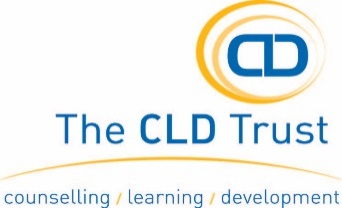 CLD
The CLD Trust
counselling / learning / development